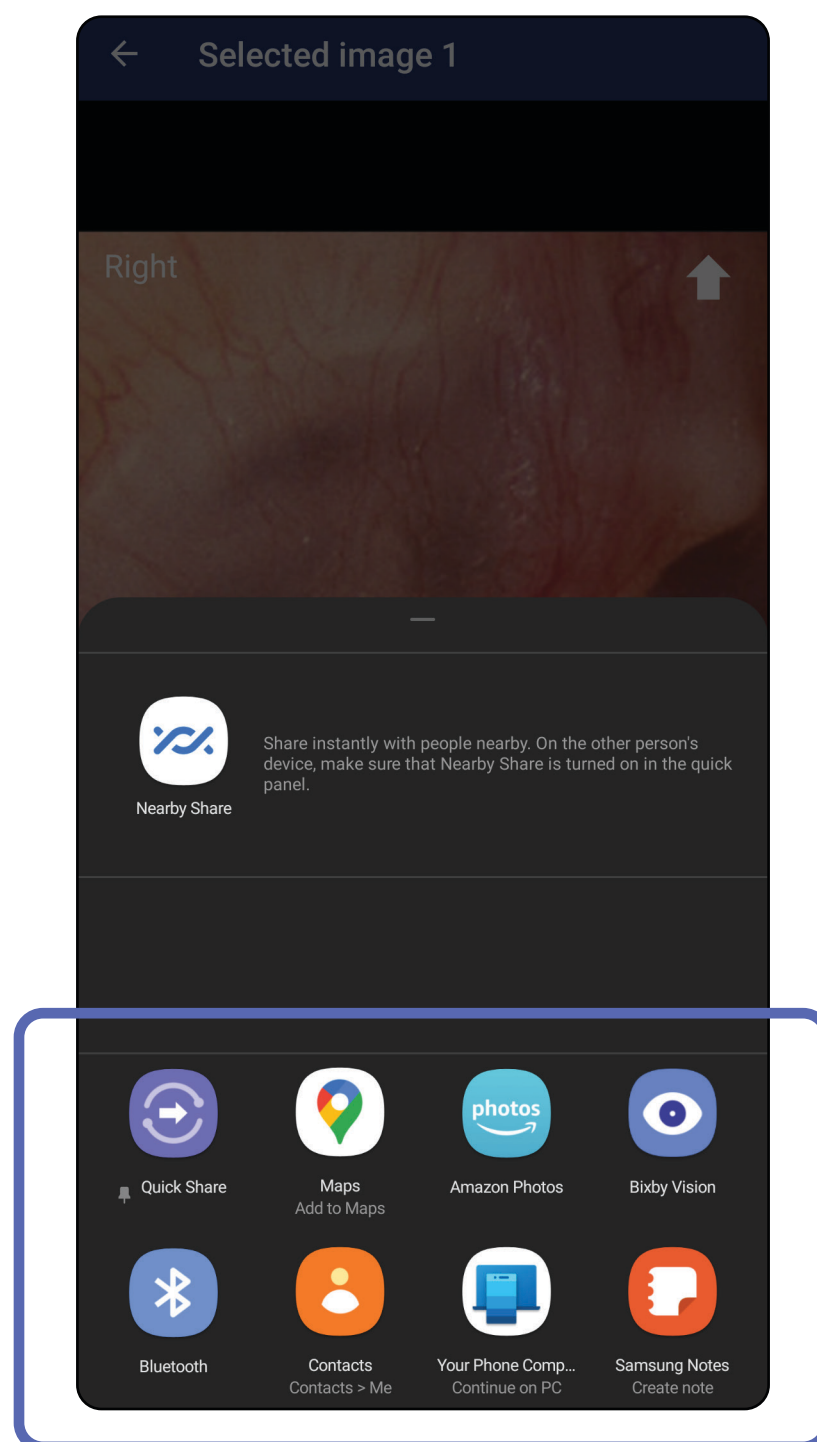 Selected image 1
Right
Nearby Share
Share instantly with people nearby. On the other person's
device, make sure that Nearby Share is turned on in the quick
panel.
Quick Share
Maps
Add to Maps
photos
Amazon Photos
Bixby Vision
Bluetooth
Contacts
Contacts > Me
Your Phone Comp...
Continue on PC
Samsung Notes
Create note